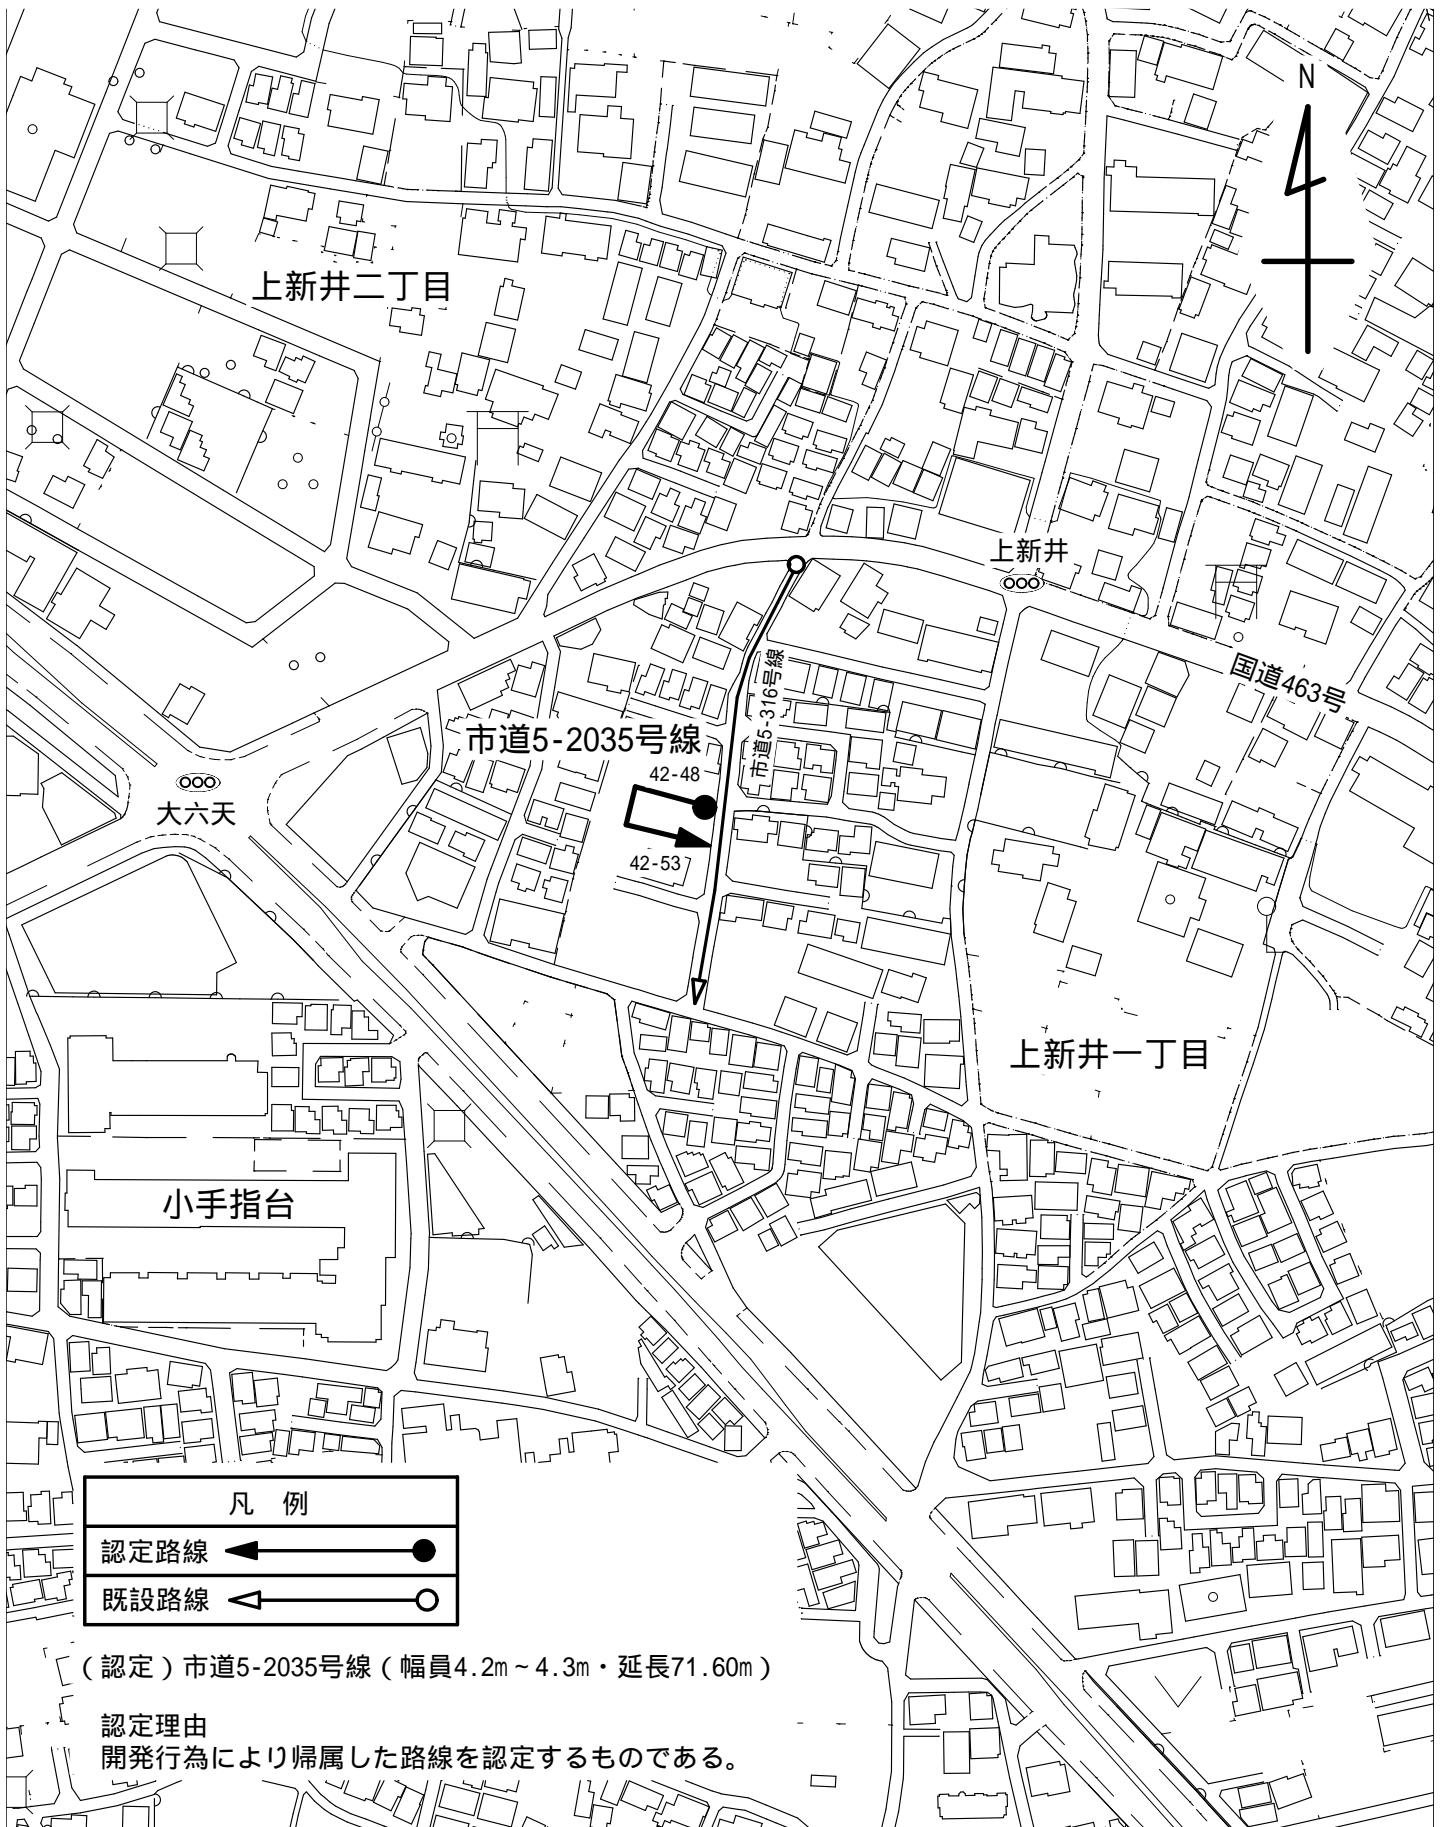 N
上新井二丁目
上新井
国道463号
市道5-316号線
市道5-2035号線
42-48
大六天
42-53
上新井一丁目
小手指台
凡 例
認定路線
既設路線
(認定)市道5-2035号線(幅員4.2m~4.3m・延長71.60m)
認定理由
開発行為により帰属した路線を認定するものである。